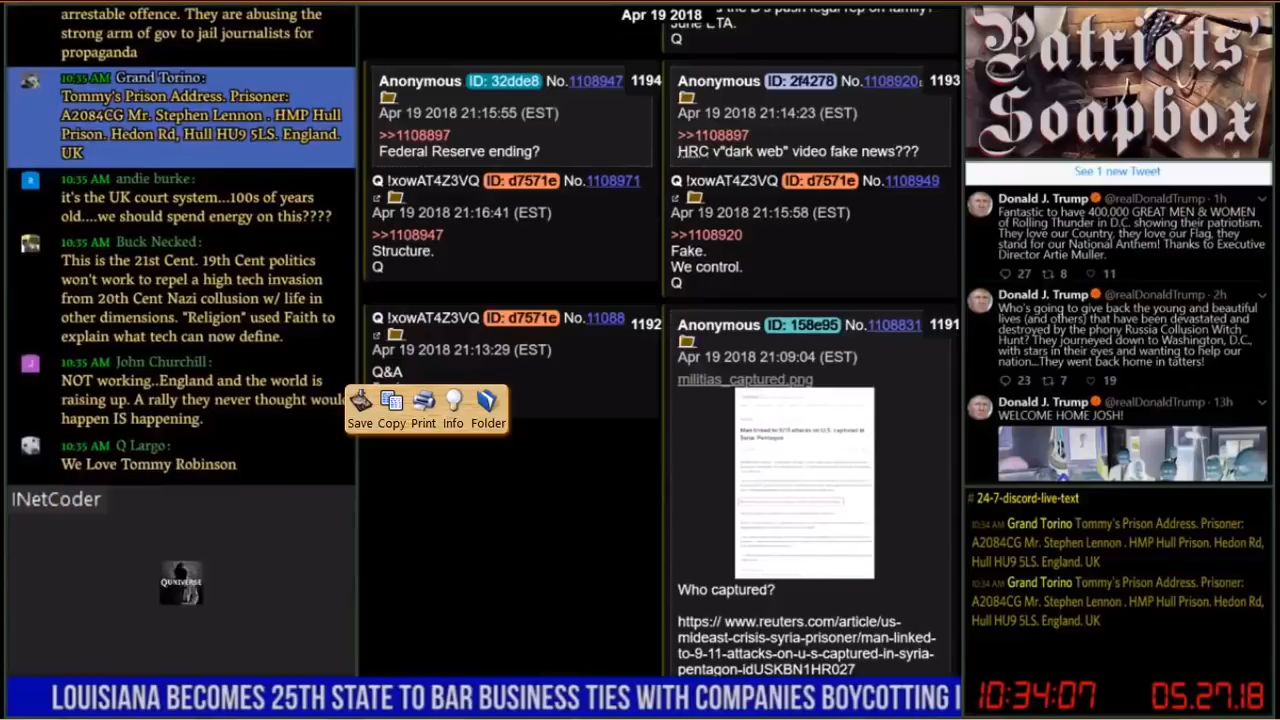 arrestable offence. They are abusing the
strong arm of gov to jail journalists for
propaganda
10:35 AM Grand Torino:
Tommy's Prison Address. Prisoner:
A2084CG Mr. Stephen Lennon . HMP Hull
Prison. Hedon Rd, Hull HU9 5LS. England.
UK
10:35 AM andie burke:
it's the UK court system...100s of years
old....we should spend energy on this????
10:35 AM Buck Necked:
This is the 21st Cent. 19th Cent politics
won't work to repel a high tech invasion
from 20th Cent Nazi collusion w/ life in
other dimensions. "Religion" used Faith to
explain what tech can now define.
10:35 AM John Churchill:
NOT working..England and the world is
raising up. A rally they never thought would
happen IS happening.
10:35 AM Q Largo:
We Love Tommy Robinson
INetCoder
QUNIVERSE
Apr 19 2018
Anonymous ID: 32dde8 No.1108947 1194
Apr 19 2018 21:15:55 (EST)
>>1108897
Federal Reserve ending?
Q !xowAT4Z3VQ ID: d7571e No.1108971
Apr 19 2018 21:16:41 (EST)
>>1108947
Structure.
Q
Q !xowAT4Z3VQ ID: d7571e No.11088 1192
Apr 19 2018 21:13:29 (EST)
Q&A
Save Copy Print Info Folder
Q
Anonymous ID: 2f4278 No.1108920 1193
Apr 19 2018 21:14:23 (EST)
>>1108897
HRC v"dark web" video fake news???
Q !xowAT4Z3VQ ID: d7571e No.1108949
Apr 19 2018 21:15:58 (EST)
>>1108920
Fake.
We control.
Q
Anonymous ID: 158e95 No.1108831 1191
Apr 19 2018 21:09:04 (EST)
militias_captured.png
Who captured?
https:// www.reuters.com/article/us-
mideast-crisis-syria-prisoner/man-linked-
to-9-11-attacks-on-u-s-captured-in-syria-
pentagon-idUSKBN1HR027
Patriots'
Soapbox
See 1 new Tweet
Donald J. Trump @realDonaldTrump · 1h
Fantastic to have 400,000 GREAT MEN & WOMEN
of Rolling Thunder in D.C. showing their patriotism.
They love our Country, they love our Flag, they
stand for our National Anthem! Thanks to Executive
Director Artie Muller.
27 8 11
Donald J. Trump @realDonaldTrump · 2h
Who's going to give back the young and beautiful
lives (and others) that have been devastated and
destroyed by the phony Russia Collusion Witch
Hunt? They journeyed down to Washington, D.C.,
with stars in their eyes and wanting to help our
nation...They went back home in tatters!
23 7 19
Donald J. Trump @realDonaldTrump · 13h
WELCOME HOME JOSH!
# 24-7-discord-live-text
10:34 AM Grand Torino Tommy's Prison Address. Prisoner:
A2084CG Mr. Stephen Lennon . HMP Hull Prison. Hedon Rd,
Hull HU9 5LS. England. UK
10:34 AM Grand Torino Tommy's Prison Address. Prisoner:
A2084CG Mr. Stephen Lennon . HMP Hull Prison. Hedon Rd,
Hull HU9 5LS. England. UK
LOUISIANA BECOMES 25TH STATE TO BAR BUSINESS TIES WITH COMPANIES BOYCOTTING
10:34:07 05.27.18